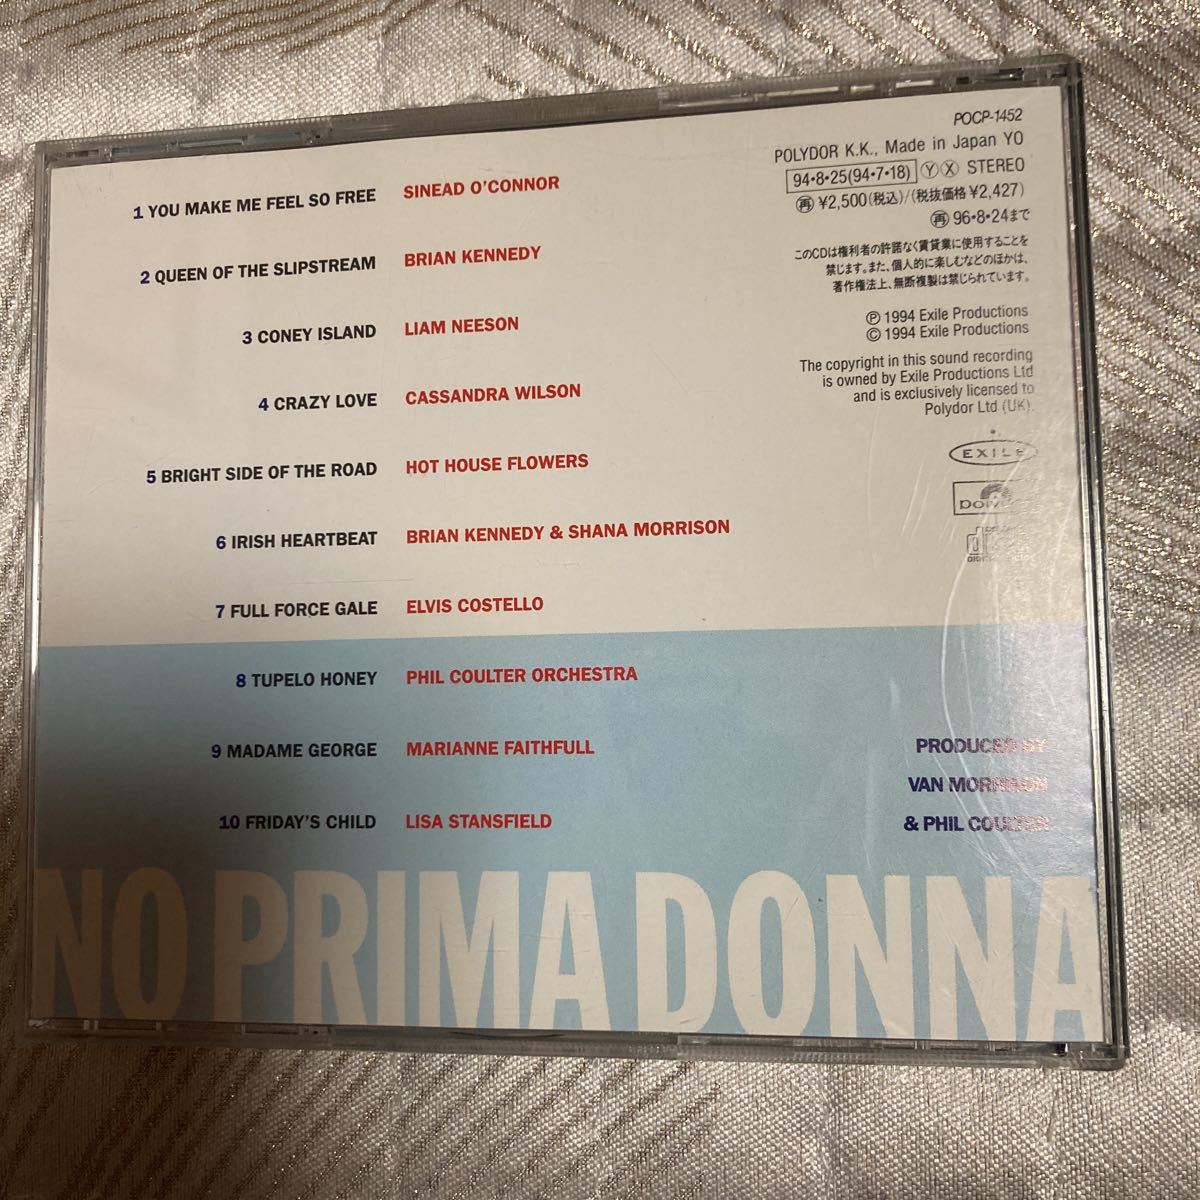 POCP-1452
POLYDOR K.K., Made in Japan YO
94・8・25(94・7・18) Ⓨ Ⓧ STEREO
㊢ ¥2,500(税込)/(税抜価格¥2,427)
96・8・24まで
このCDは権利者の許諾なく賃貸業に使用することを
禁じます。また、個人的に楽しむなどのほかは、
著作権法上、無断複製は禁じられています。
℗ 1994 Exile Productions
© 1994 Exile Productions
The copyright in this sound recording
is owned by Exile Productions Ltd
and is exclusively licensed to
Polydor Ltd (UK).
EXILE
1 YOU MAKE ME FEEL SO FREE SINEAD O'CONNOR
2 QUEEN OF THE SLIPSTREAM BRIAN KENNEDY
3 CONEY ISLAND LIAM NEESON
4 CRAZY LOVE CASSANDRA WILSON
5 BRIGHT SIDE OF THE ROAD HOT HOUSE FLOWERS
6 IRISH HEARTBEAT BRIAN KENNEDY & SHANA MORRISON
7 FULL FORCE GALE ELVIS COSTELLO
8 TUPELO HONEY PHIL COULTER ORCHESTRA
9 MADAME GEORGE MARIANNE FAITHFULL
10 FRIDAY'S CHILD LISA STANSFIELD
PRODUCED BY
VAN MORRISON
& PHIL COULTER
NO PRIMA DONNA